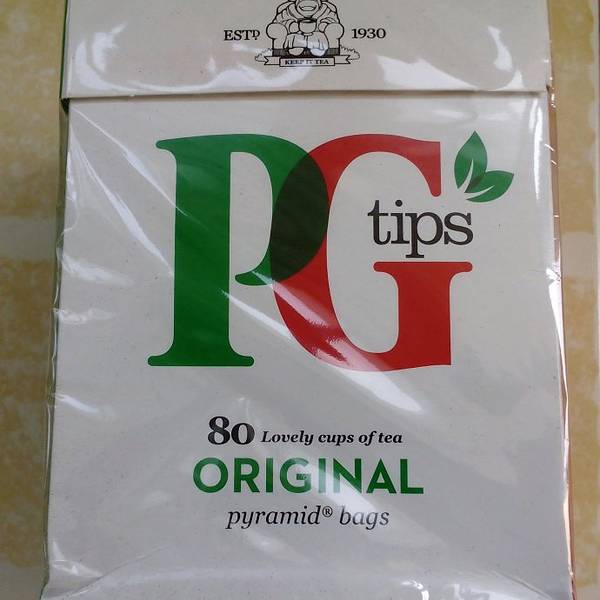 ESTD 1930
KEEP IT TEA
PG
tips
80 Lovely cups of tea
ORIGINAL
pyramid® bags